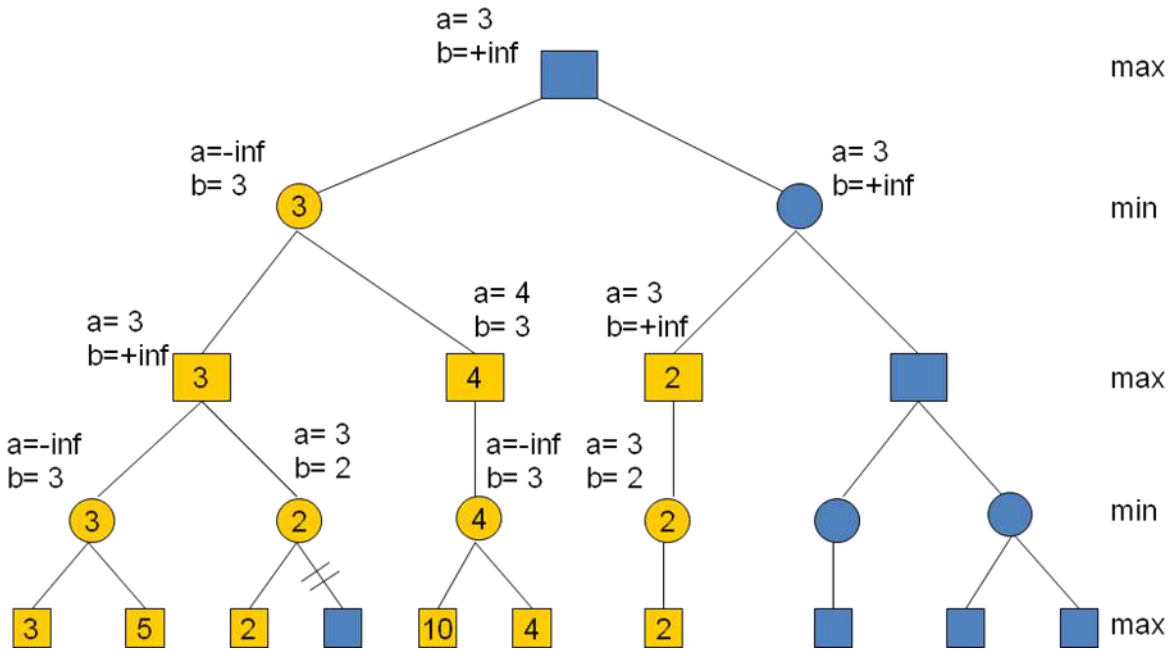 a= 3
b=+inf
max
a=-inf
b= 3
a= 3
b=+inf
3
min
a= 3
b=+inf
a= 4
b= 3
a= 3
b=+inf
3
4
2
max
a=-inf
b= 3
a= 3
b= 2
a=-inf
b= 3
a= 3
b= 2
3
2
4
2
min
3
5
2
10
4
2
max